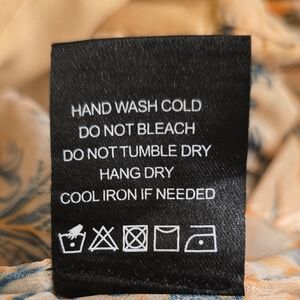 HAND WASH COLD
DO NOT BLEACH
DO NOT TUMBLE DRY
HANG DRY
COOL IRON IF NEEDED